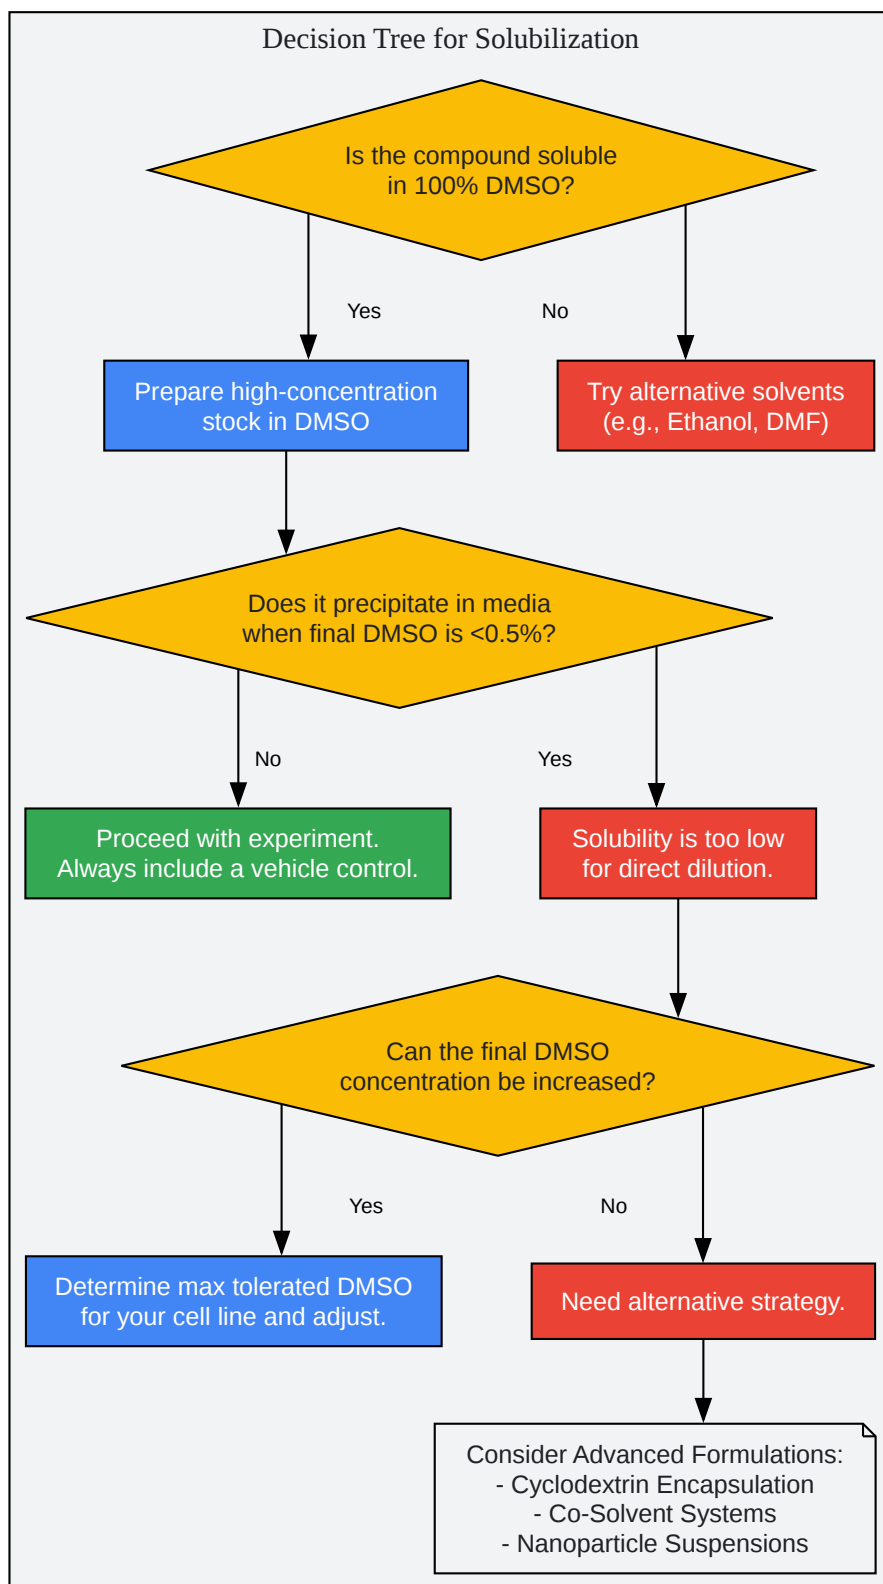 Decision Tree for Solubilization
Is the compound soluble
in 100% DMSO?
Yes
No
Prepare high-concentration
stock in DMSO
Try alternative solvents
(e.g., Ethanol, DMF)
Does it precipitate in media
when final DMSO is <0.5%?
No
Yes
Proceed with experiment.
Always include a vehicle control.
Solubility is too low
for direct dilution.
Can the final DMSO
concentration be increased?
Yes
No
Determine max tolerated DMSO
for your cell line and adjust.
Need alternative strategy.
Consider Advanced Formulations:
- Cyclodextrin Encapsulation
- Co-Solvent Systems
- Nanoparticle Suspensions